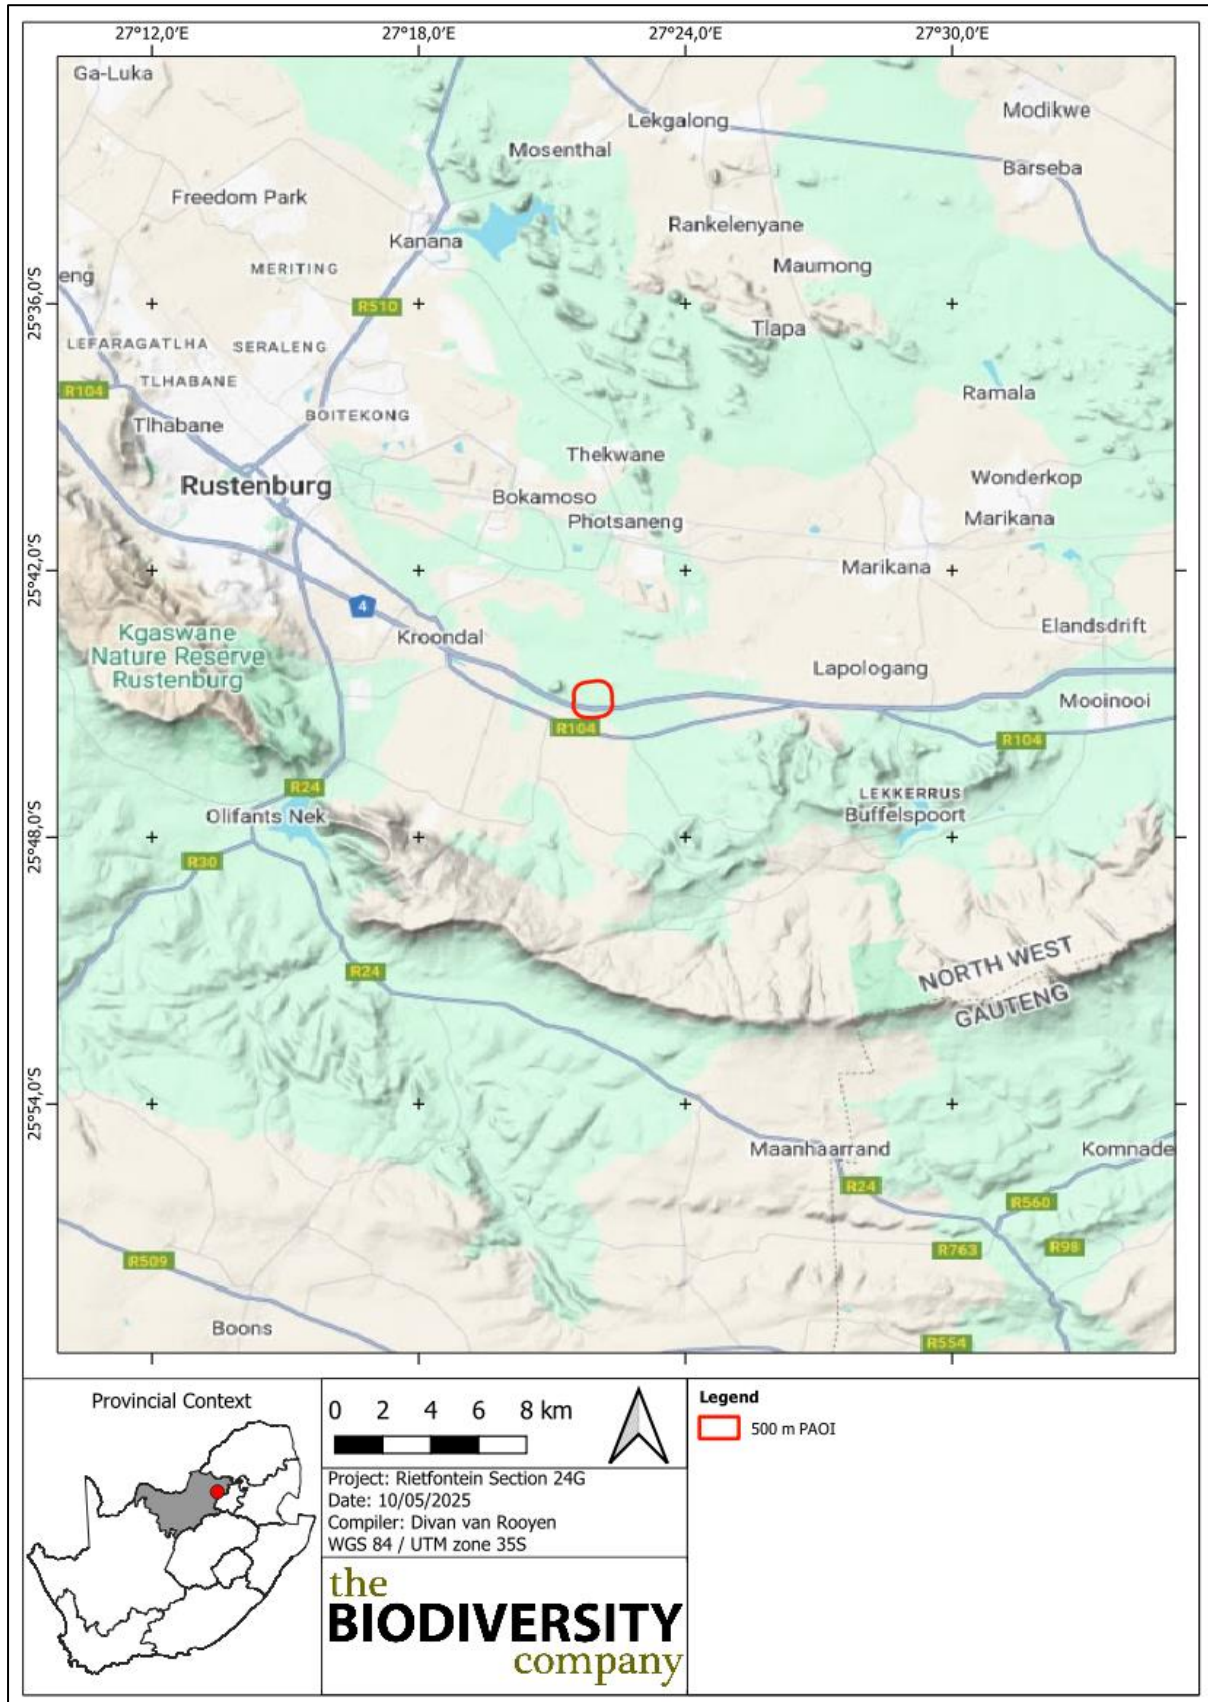 27°12,0'E
27°18,0'E
27°24,0'E
27°30,0'E
Ga-Luka
Modikwe
Lekgalong
Mosenthal
Barseba
Freedom Park
Rankelenyane
Kanana
Maumong
MERITING
eng
25°36,0'S
R510
Tlapa
LEFARAGATLHA
SERALENG
TLHABANE
R104
Ramala
BOITEKONG
Tlhabane
Thekwane
Wonderkop
Rustenburg
Bokamoso
Photsaneng
Marikana
25°42,0'S
Marikana
4
Kgaswane
Nature Reserve
Rustenburg
Kroondal
Elandsdrift
Lapologang
Mooinooi
R104
R104
R24
LEKKERRUS
Buffelspoort
Olifants Nek
25°48,0'S
R30
R24
NORTH WEST
GAUTENG
25°54,0'S
Maanhaarrand
Komnade
R24
R560
R763
R98
R509
Boons
R554
Provincial Context
0 2 4 6 8 km
Project: Rietfontein Section 24G
Date: 10/05/2025
Compiler: Divan van Rooyen
WGS 84 / UTM zone 35S
the
BIODIVERSITY
company
Legend
500 m PAOI